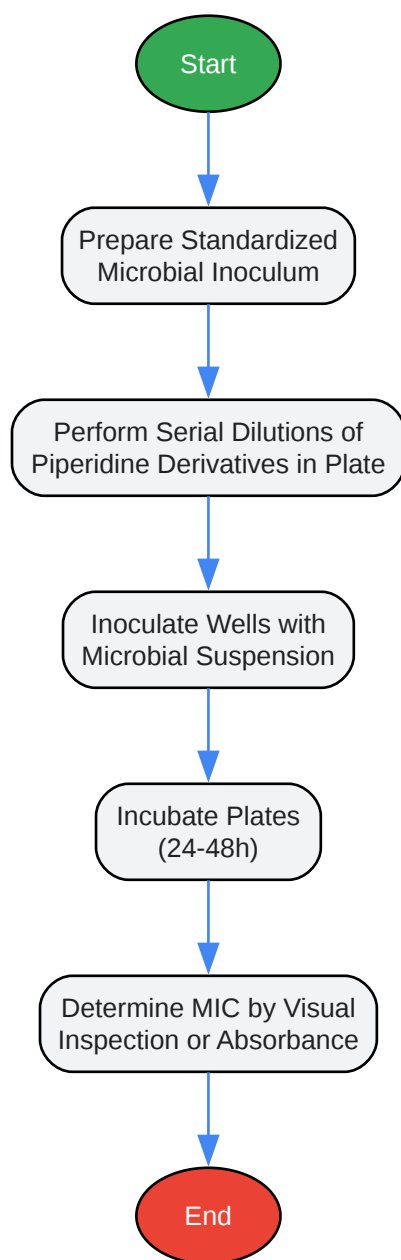 Start
Prepare Standardized
Microbial Inoculum
Perform Serial Dilutions of
Piperidine Derivatives in Plate
Inoculate Wells with
Microbial Suspension
Incubate Plates
(24-48h)
Determine MIC by Visual
Inspection or Absorbance
End